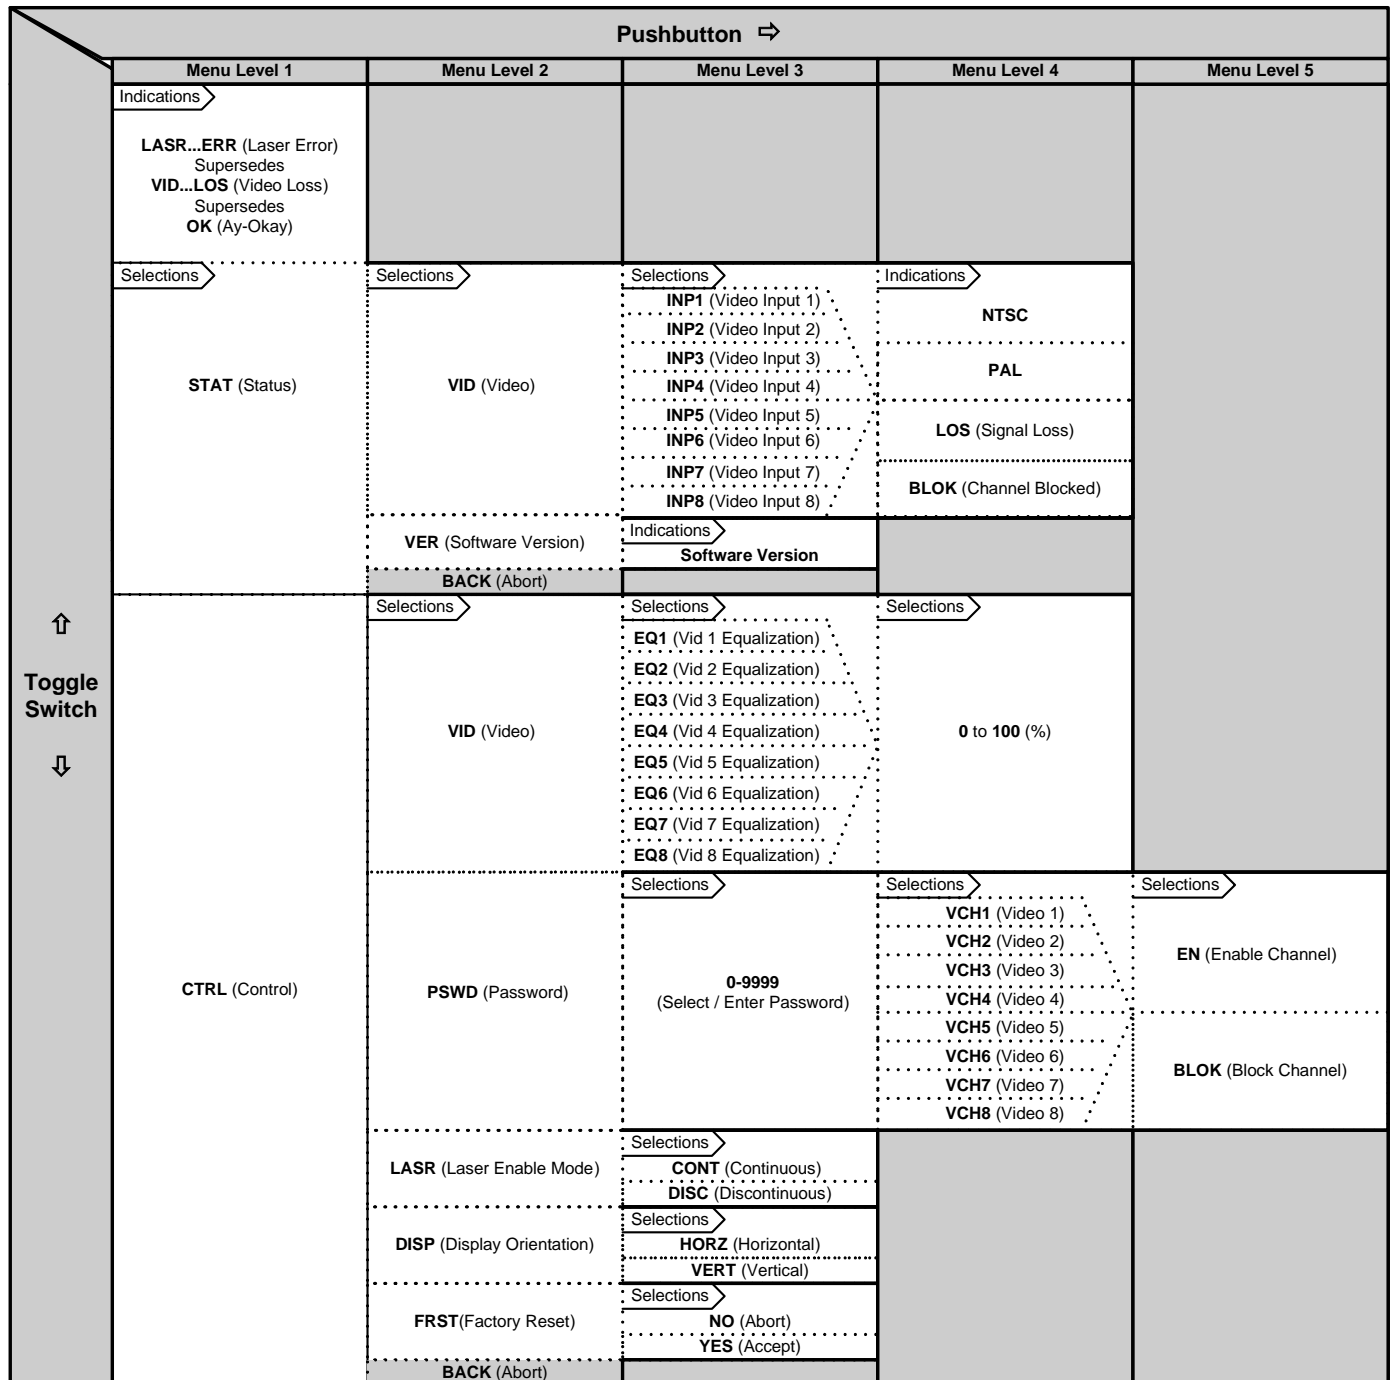 Pushbutton ⇨
Menu Level 1 Menu Level 2 Menu Level 3 Menu Level 4 Menu Level 5
Indications
LASR...ERR (Laser Error)
Supersedes
VID...LOS (Video Loss)
Supersedes
OK (Ay-Okay)
Selections
STAT (Status)
Selections
VID (Video)
Selections
INP1 (Video Input 1)
INP2 (Video Input 2)
INP3 (Video Input 3)
INP4 (Video Input 4)
INP5 (Video Input 5)
INP6 (Video Input 6)
INP7 (Video Input 7)
INP8 (Video Input 8)
Indications
NTSC
PAL
LOS (Signal Loss)
BLOK (Channel Blocked)
VER (Software Version)
Indications
Software Version
BACK (Abort)
⇧
Toggle
Switch
⇩
CTRL (Control)
Selections
VID (Video)
Selections
EQ1 (Vid 1 Equalization)
EQ2 (Vid 2 Equalization)
EQ3 (Vid 3 Equalization)
EQ4 (Vid 4 Equalization)
EQ5 (Vid 5 Equalization)
EQ6 (Vid 6 Equalization)
EQ7 (Vid 7 Equalization)
EQ8 (Vid 8 Equalization)
Selections
0 to 100 (%)
PSWD (Password)
Selections
0-9999
(Select / Enter Password)
Selections
VCH1 (Video 1)
VCH2 (Video 2)
VCH3 (Video 3)
VCH4 (Video 4)
VCH5 (Video 5)
VCH6 (Video 6)
VCH7 (Video 7)
VCH8 (Video 8)
Selections
EN (Enable Channel)
BLOK (Block Channel)
LASR (Laser Enable Mode)
Selections
CONT (Continuous)
DISC (Discontinuous)
DISP (Display Orientation)
Selections
HORZ (Horizontal)
VERT (Vertical)
FRST(Factory Reset)
Selections
NO (Abort)
YES (Accept)
BACK (Abort)